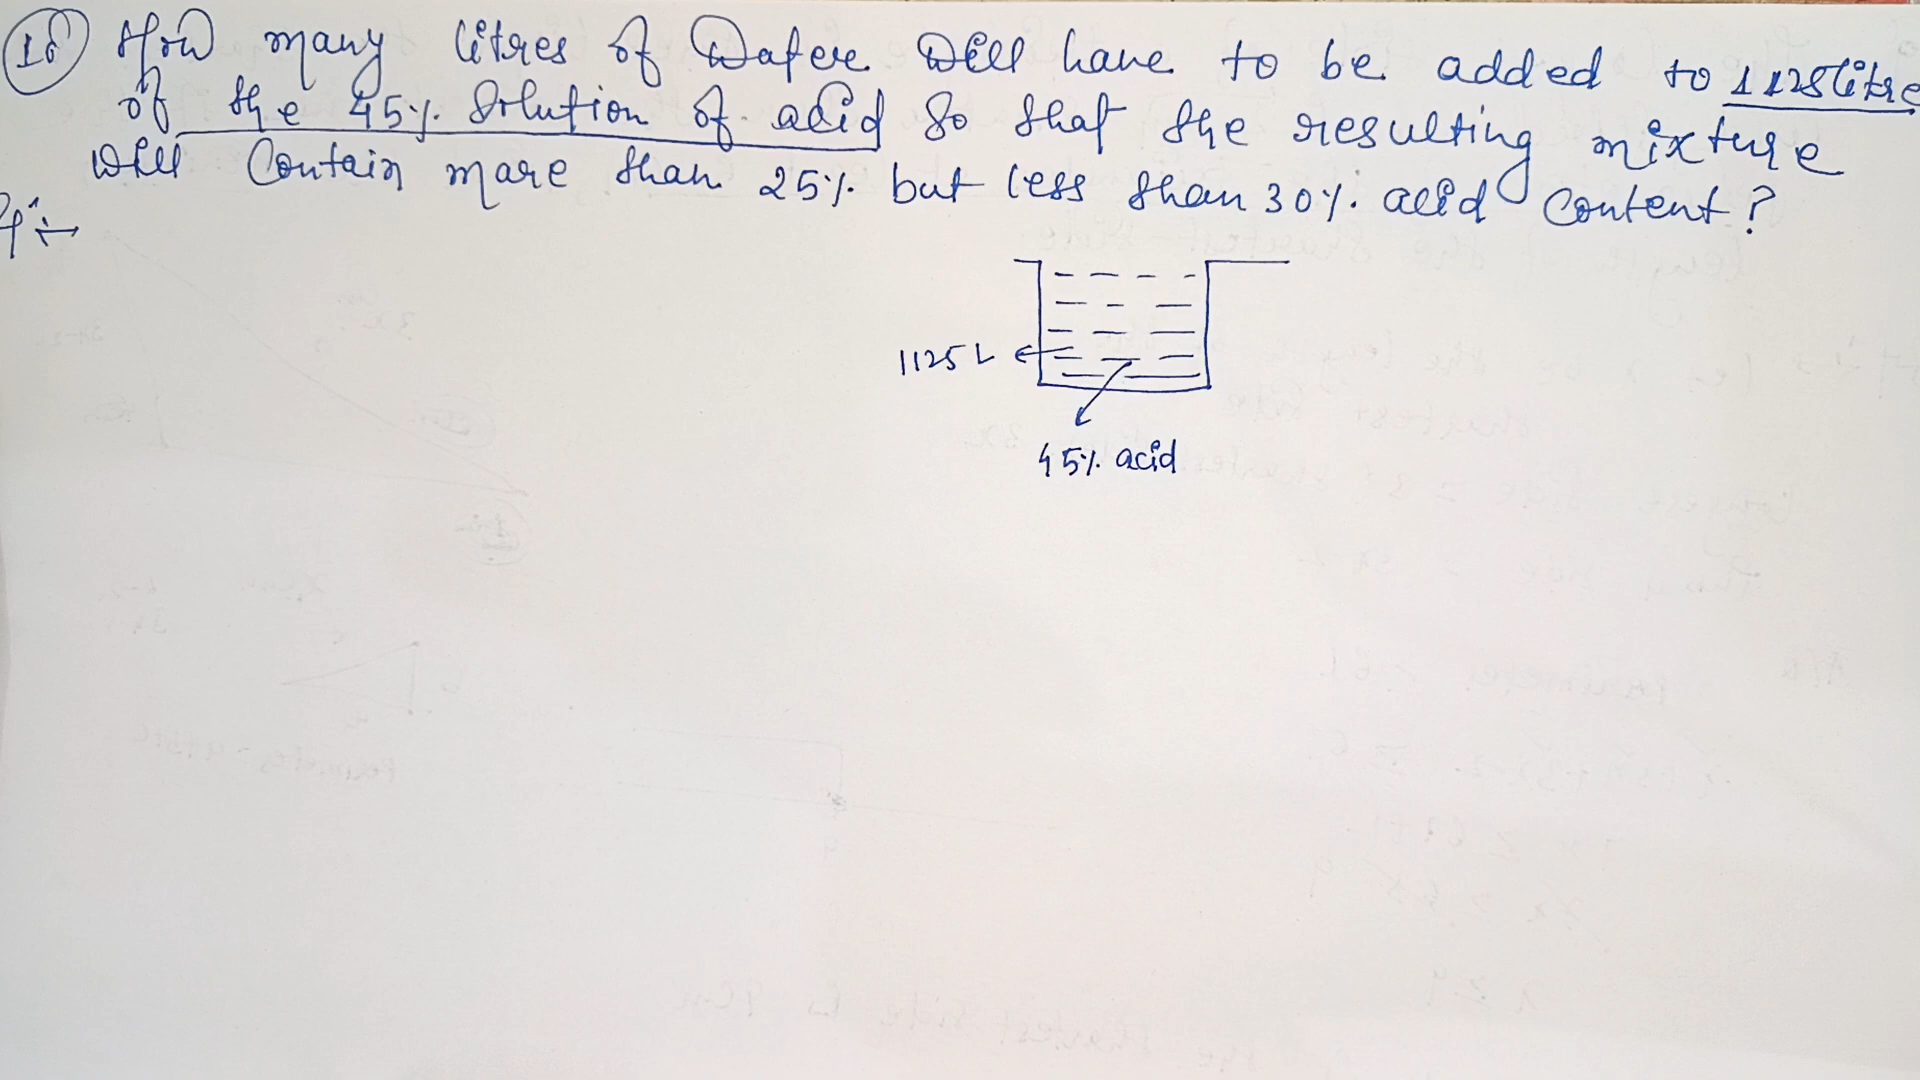 18 How many litres of water will have to be added to 1125 litre
of the 45% solution of acid so that the resulting mixture
will contain more than 25% but less than 30% acid content?
1125 L
45% acid